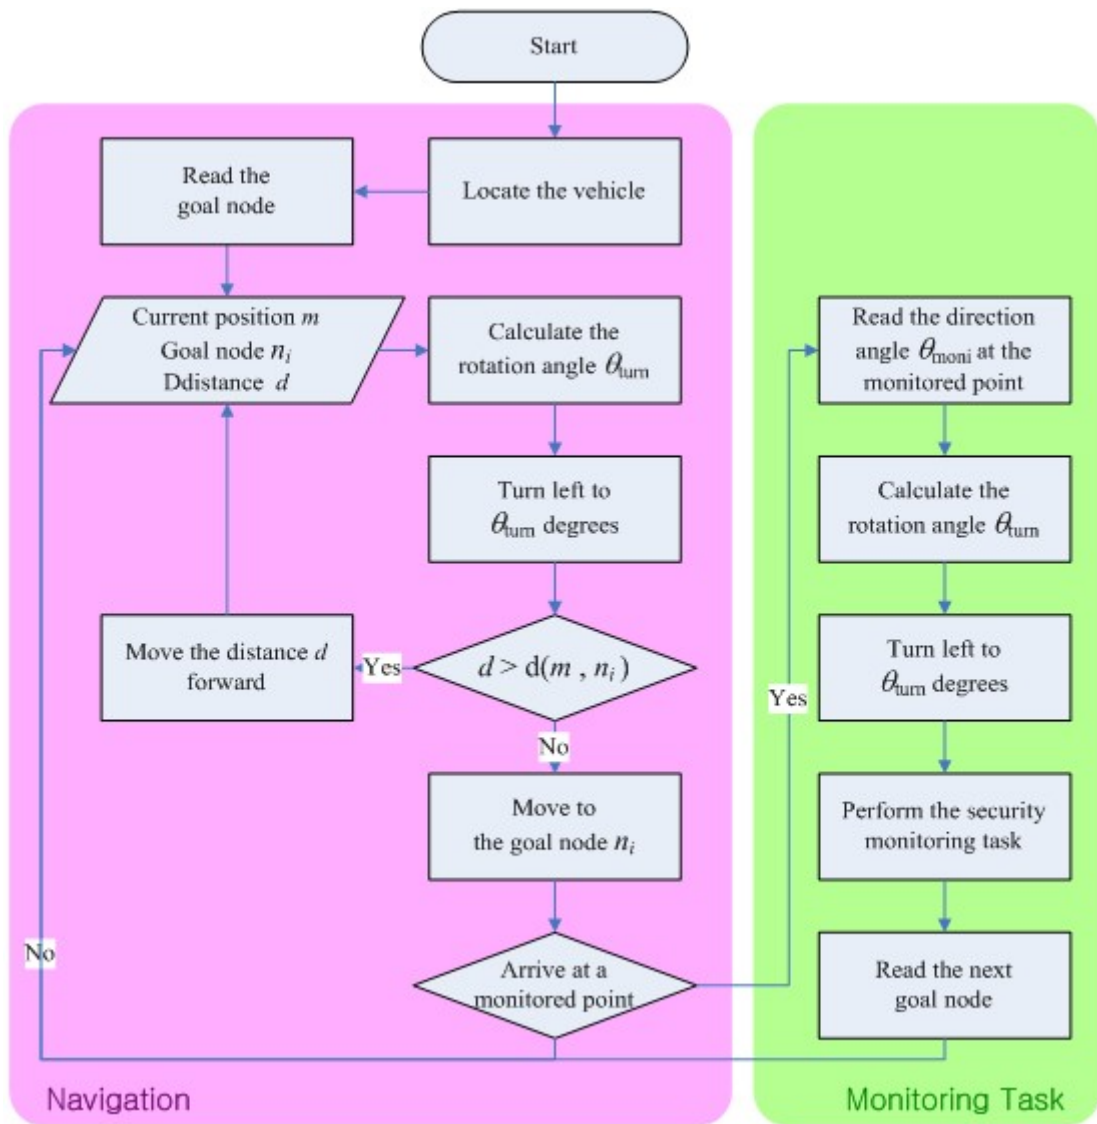 Start
Locate the vehicle
Read the
goal node
Current position m
Goal node nᵢ
Ddistance d
Calculate the
rotation angle θturn
Turn left to
θturn degrees
d > d(m , nᵢ)
Yes
Move the distance d
forward
No
Move to
the goal node nᵢ
Arrive at a
monitored point
No
Yes
Read the direction
angle θmoni at the
monitored point
Calculate the
rotation angle θturn
Turn left to
θturn degrees
Perform the security
monitoring task
Read the next
goal node
Navigation
Monitoring Task